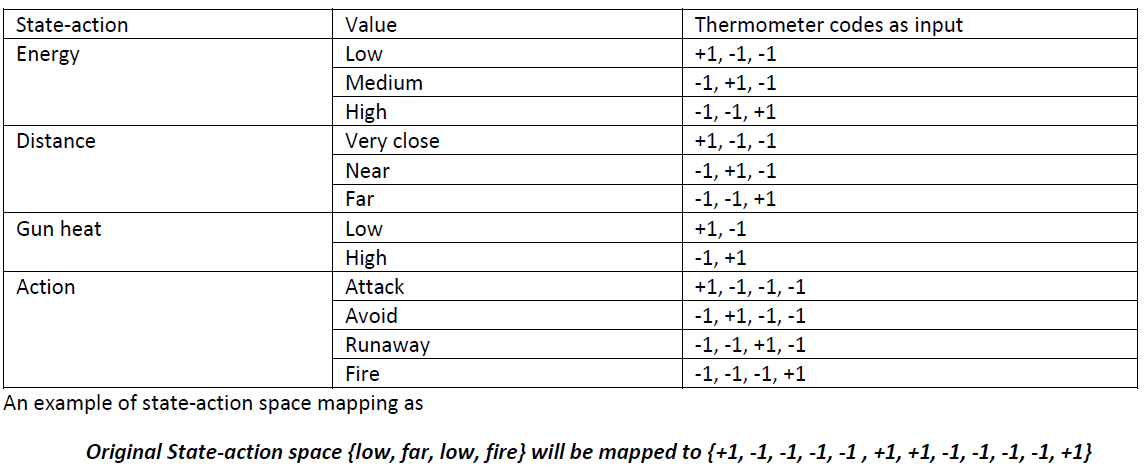 State-action Value Thermometer codes as input
Energy Low +1, -1, -1
Medium -1, +1, -1
High -1, -1, +1
Distance Very close +1, -1, -1
Near -1, +1, -1
Far -1, -1, +1
Gun heat Low +1, -1
High -1, +1
Action Attack +1, -1, -1, -1
Avoid -1, +1, -1, -1
Runaway -1, -1, +1, -1
Fire -1, -1, -1, +1
An example of state-action space mapping as
Original State-action space {low, far, low, fire} will be mapped to {+1, -1, -1, -1, -1 , +1, +1, -1, -1, -1, -1, +1}